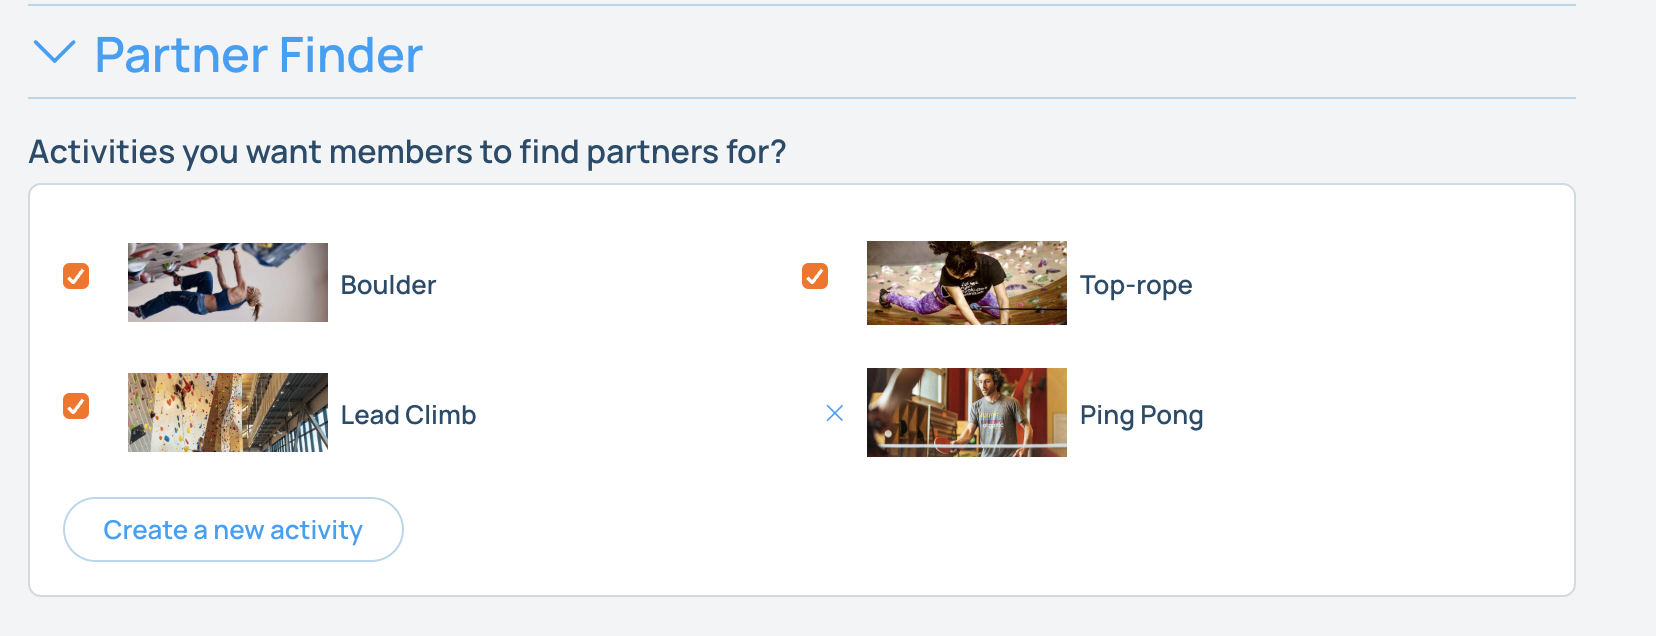 Partner Finder
Activities you want members to find partners for?
Boulder
Top-rope
Lead Climb
Ping Pong
Create a new activity